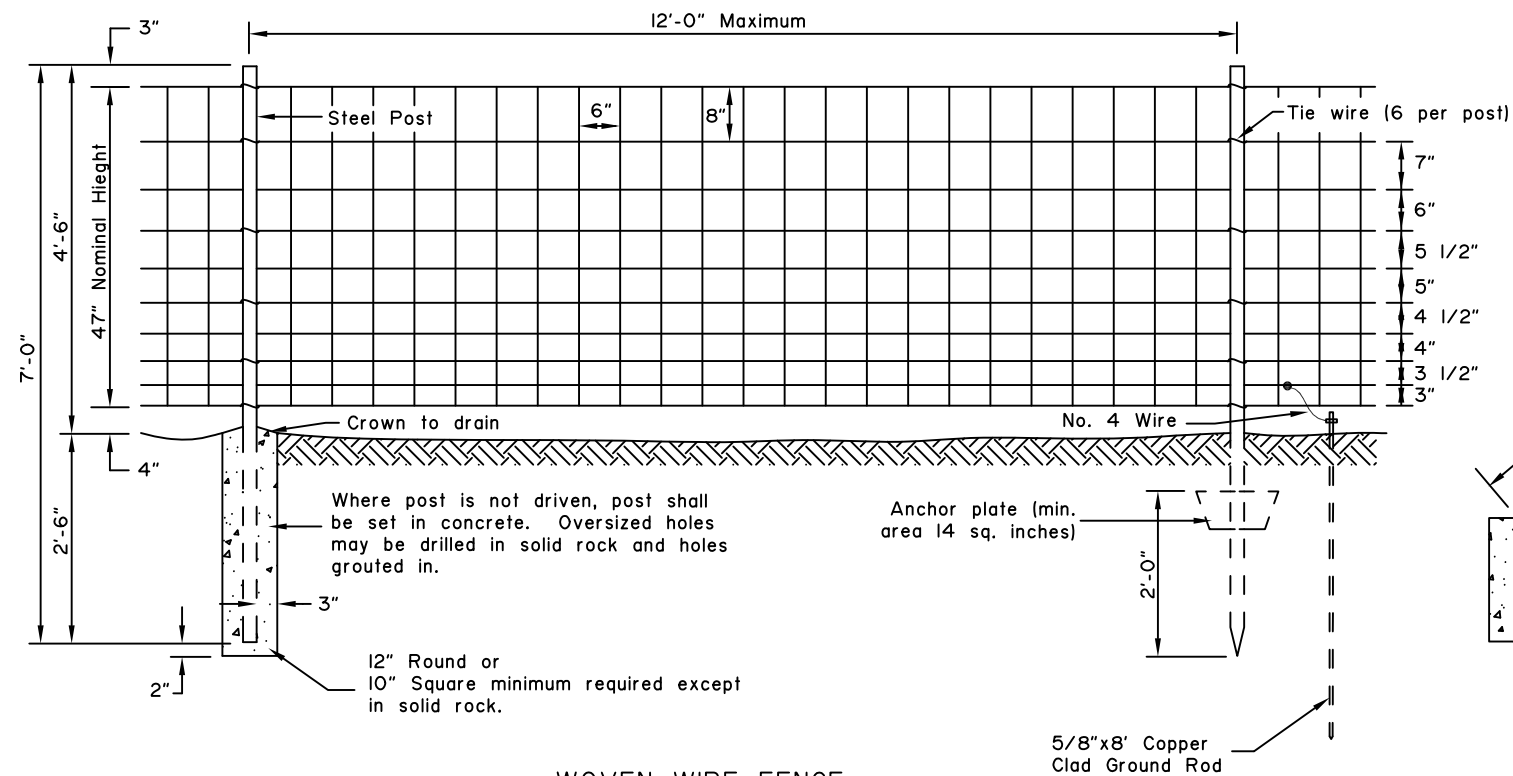 3"
12'-0" Maximum
Steel Post
6"
8"
Tie wire (6 per post)
7"
6"
5 1/2"
5"
4 1/2"
4"
3 1/2"
3"
47" Nominal Hieght
4'-6"
7'-0"
No. 4 Wire
Crown to drain
4"
2'-6"
Where post is not driven, post shall
be set in concrete. Oversized holes
may be drilled in solid rock and holes
grouted in.
Anchor plate (min.
area 14 sq. inches)
2'-0"
3"
2"
12" Round or
10" Square minimum required except
in solid rock.
5/8"x8' Copper
Clad Ground Rod
WOVEN WIRE FENCE